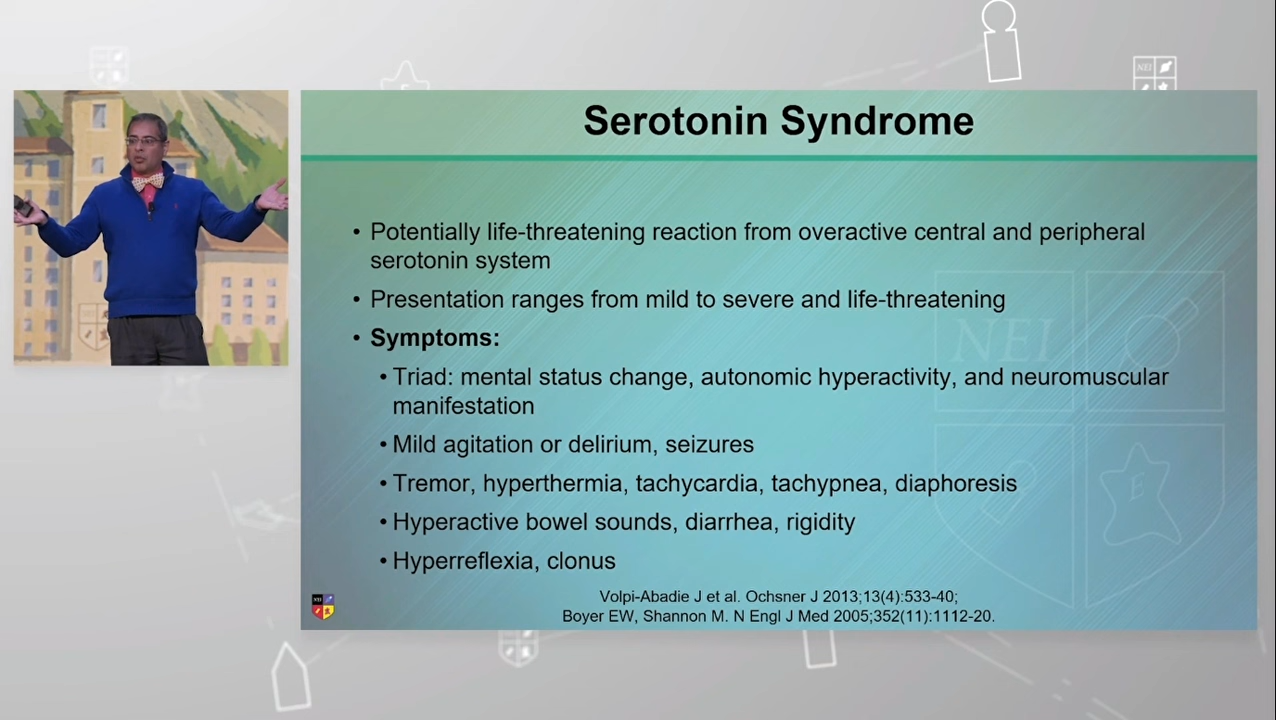 NEI
Serotonin Syndrome
• Potentially life-threatening reaction from overactive central and peripheral
serotonin system
• Presentation ranges from mild to severe and life-threatening
• Symptoms:
• Triad: mental status change, autonomic hyperactivity, and neuromuscular
manifestation
• Mild agitation or delirium, seizures
• Tremor, hyperthermia, tachycardia, tachypnea, diaphoresis
• Hyperactive bowel sounds, diarrhea, rigidity
• Hyperreflexia, clonus
NEI
E
Volpi-Abadie J et al. Ochsner J 2013;13(4):533-40;
Boyer EW, Shannon M. N Engl J Med 2005;352(11):1112-20.
NEI